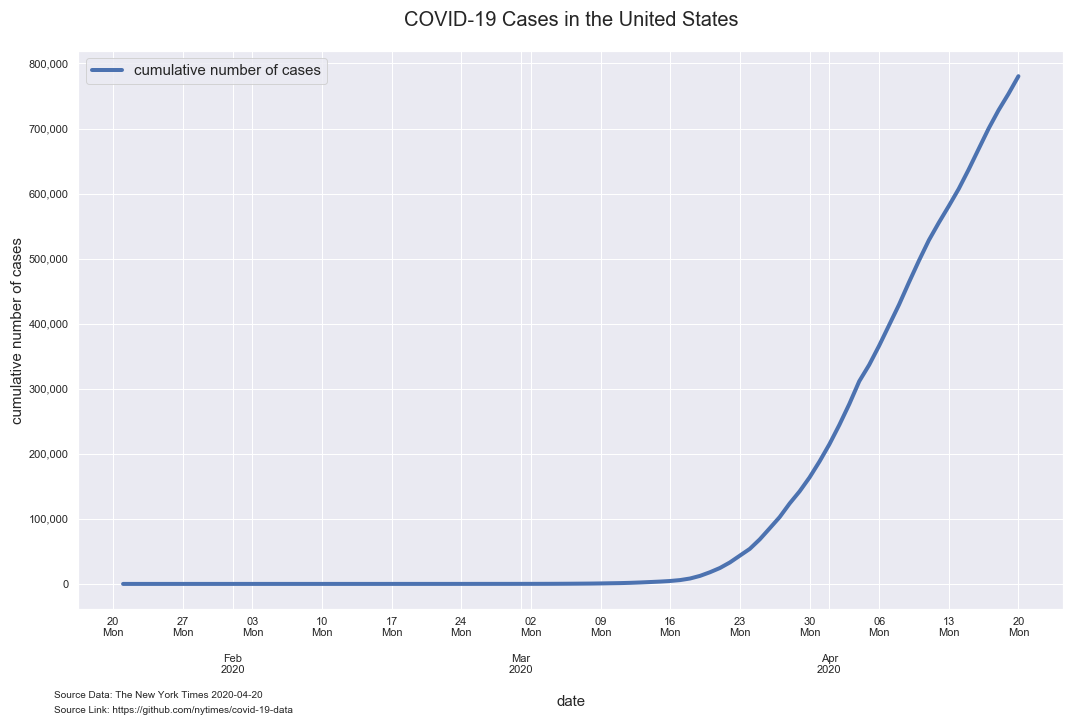 COVID-19 Cases in the United States
cumulative number of cases
cumulative number of cases
800,000
700,000
600,000
500,000
400,000
300,000
200,000
100,000
0
20 27 03 10 17 24 02 09 16 23 30 06 13 20
Mon Mon Mon Mon Mon Mon Mon Mon Mon Mon Mon Mon Mon Mon
Feb Mar Apr
2020 2020 2020
date
Source Data: The New York Times 2020-04-20
Source Link: https://github.com/nytimes/covid-19-data